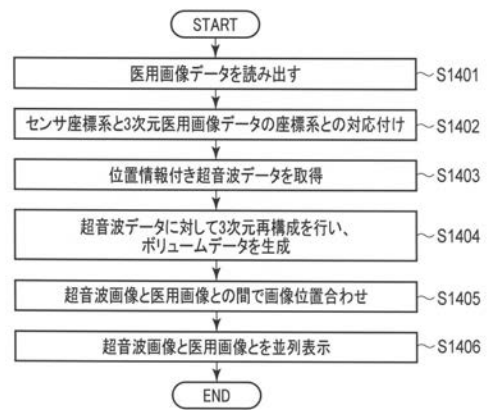 START
医用画像データを読み出す
S1401
センサ座標系と3次元医用画像データの座標系との対応付け
S1402
位置情報付き超音波データを取得
S1403
超音波データに対して3次元再構成を行い、
ボリュームデータを生成
S1404
超音波画像と医用画像との間で画像位置合わせ
S1405
超音波画像と医用画像とを並列表示
S1406
END